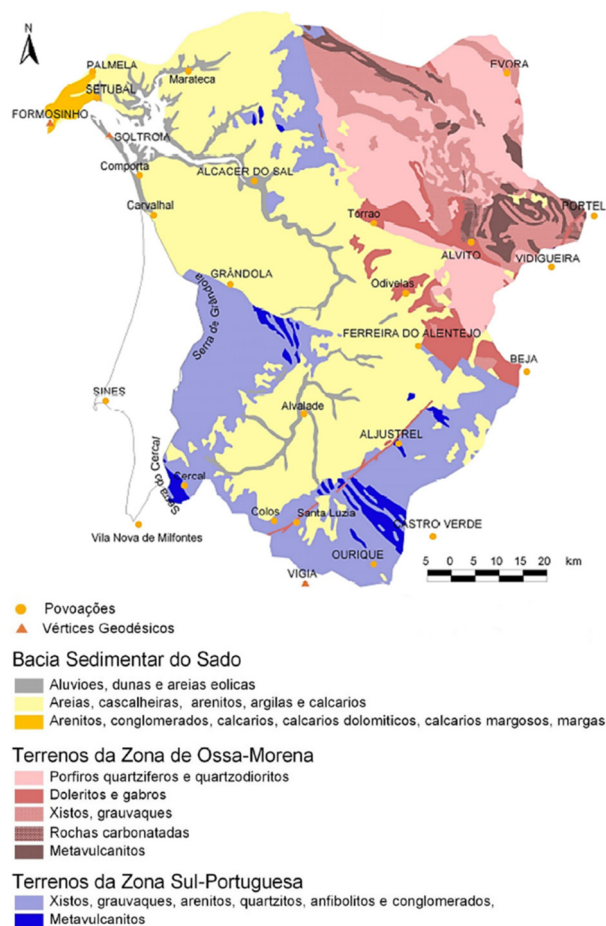 N
PALMELA
Marateca
EVORA
SETUBAL
FORMOSINHO
SOLTROIA
Comporta
ALCACER DO SAL
Carvalhal
Torrao
PORTEL
ALVITO
VIDIGUEIRA
GRÂNDOLA
Odivelas
Serra de Grândola
FERREIRA DO ALENTEJO
BEJA
SINES
Alvalade
ALJUSTREL
Serra do Cercal
Cercal
Colos
Santa Luzia
CASTRO VERDE
Vila Nova de Milfontes
OURIQUE
VIGIA
5 0 5 10 15 20 km
Povoações
Vértices Geodésicos
Bacia Sedimentar do Sado
Aluvioes, dunas e areias eolicas
Areias, cascalheiras, arenitos, argilas e calcarios
Arenitos, conglomerados, calcarios, calcarios dolomiticos, calcarios margosos, margas
Terrenos da Zona de Ossa-Morena
Porfiros quartziferos e quartzodioritos
Doleritos e gabros
Xistos, grauvaques
Rochas carbonatadas
Metavulcanitos
Terrenos da Zona Sul-Portuguesa
Xistos, grauvaques, arenitos, quartzitos, anfibolitos e conglomerados,
Metavulcanitos